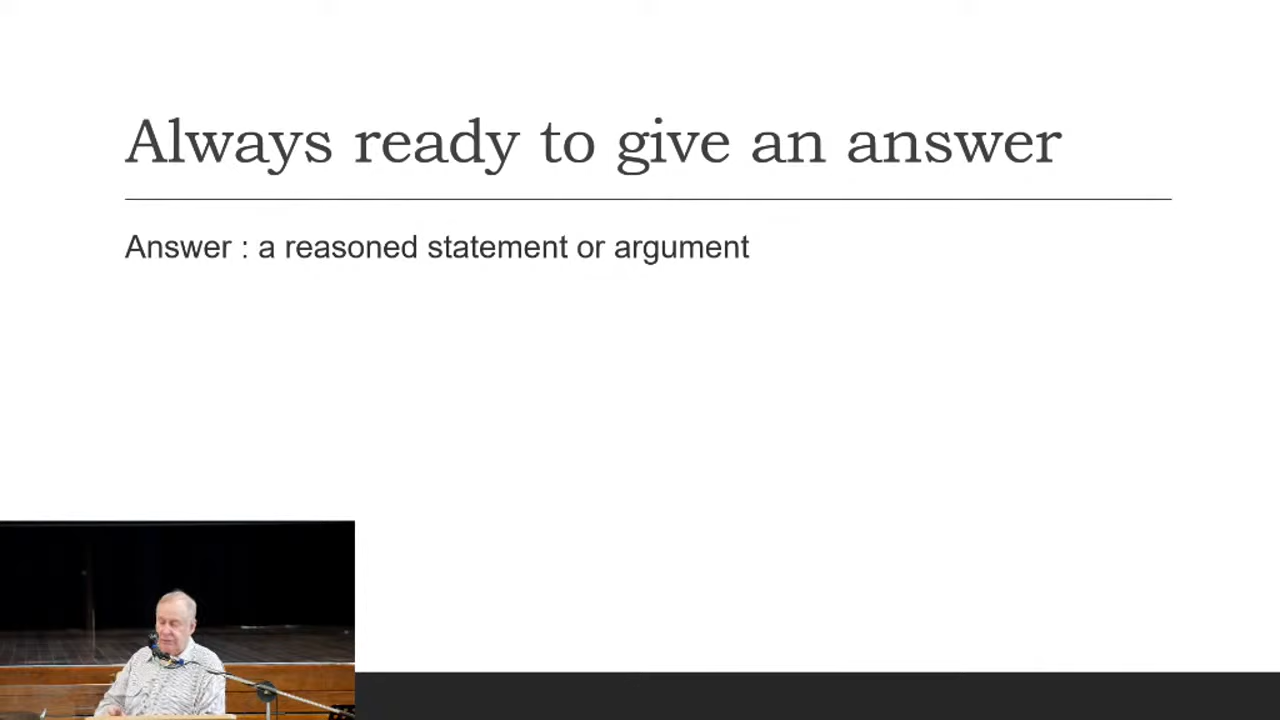 Always ready to give an answer
Answer : a reasoned statement or argument